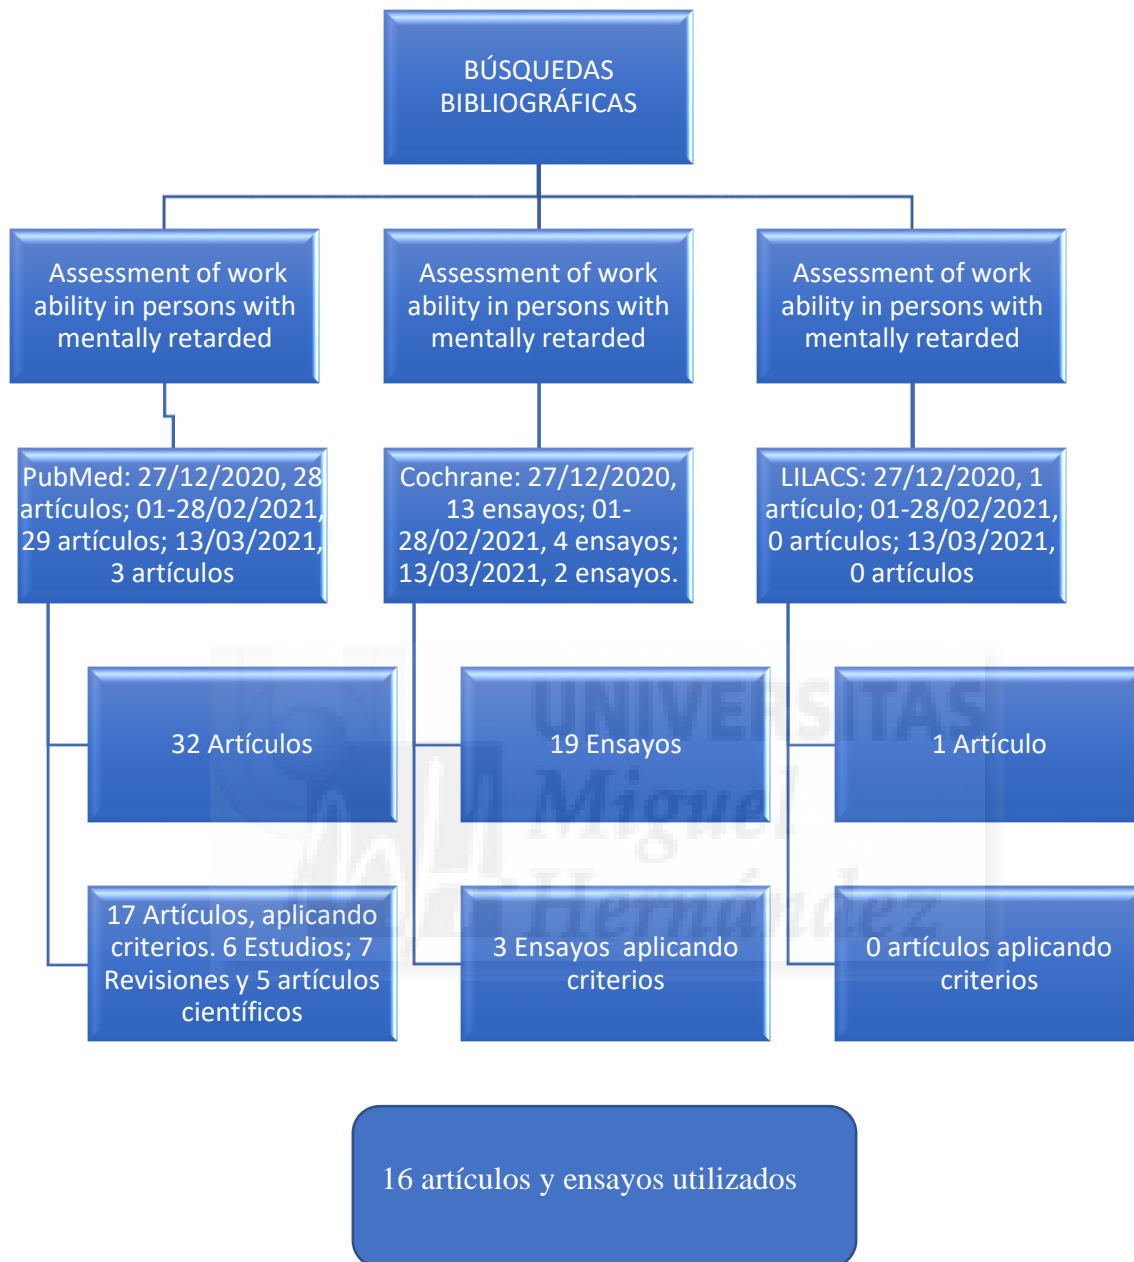 BÚSQUEDAS
BIBLIOGRÁFICAS
Assessment of work
ability in persons with
mentally retarded
Assessment of work
ability in persons with
mentally retarded
Assessment of work
ability in persons with
mentally retarded
PubMed: 27/12/2020, 28
artículos; 01-28/02/2021,
29 artículos; 13/03/2021,
3 artículos
Cochrane: 27/12/2020,
13 ensayos; 01-
28/02/2021, 4 ensayos;
13/03/2021, 2 ensayos.
LILACS: 27/12/2020, 1
artículo; 01-28/02/2021,
0 artículos; 13/03/2021,
0 artículos
32 Artículos
19 Ensayos
1 Artículo
17 Artículos, aplicando
criterios. 6 Estudios; 7
Revisiones y 5 artículos
científicos
3 Ensayos aplicando
criterios
0 artículos aplicando
criterios
UNIVERSITAS
Miguel
Hernández
16 artículos y ensayos utilizados